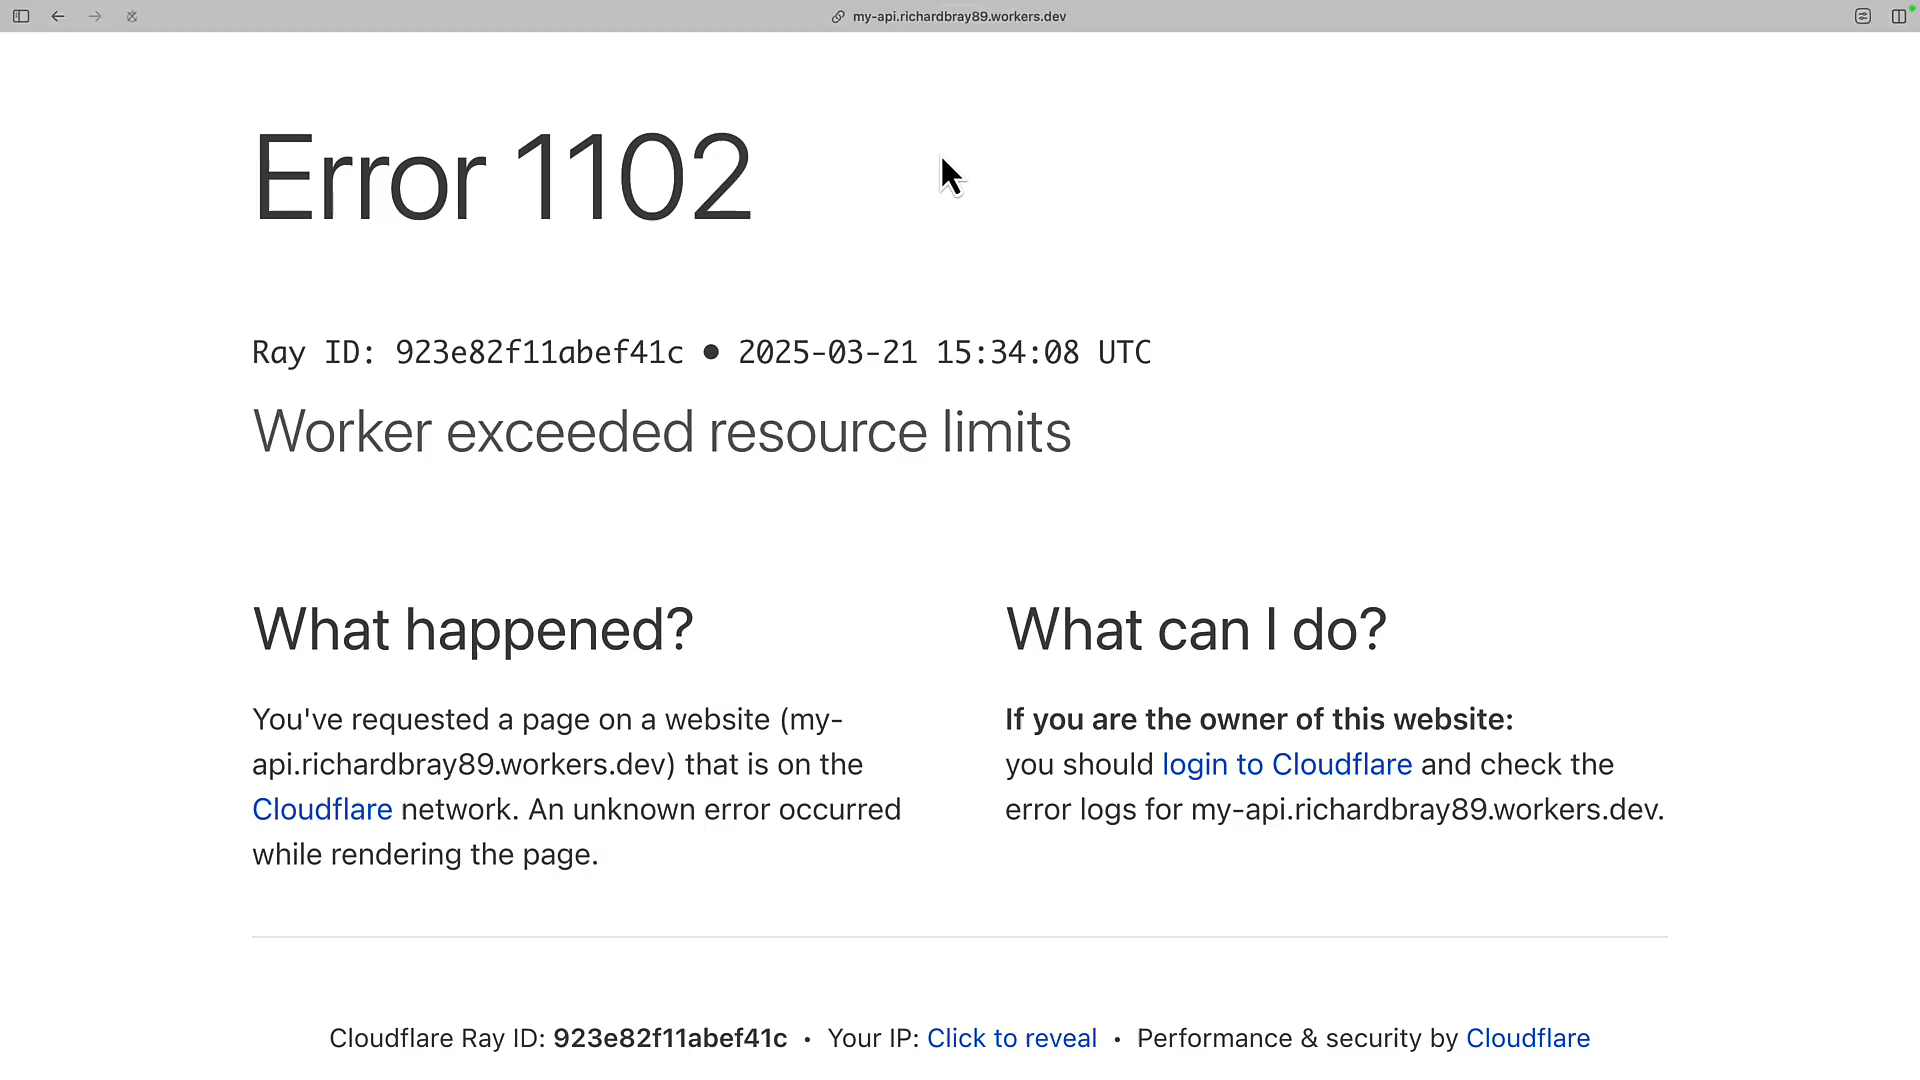 my-api.richardbray89.workers.dev
Error 1102
Ray ID: 923e82f11abef41c • 2025-03-21 15:34:08 UTC
Worker exceeded resource limits
What happened?
You've requested a page on a website (my-
api.richardbray89.workers.dev) that is on the
Cloudflare network. An unknown error occurred
while rendering the page.
What can I do?
If you are the owner of this website:
you should login to Cloudflare and check the
error logs for my-api.richardbray89.workers.dev.
Cloudflare Ray ID: 923e82f11abef41c • Your IP: Click to reveal • Performance & security by Cloudflare